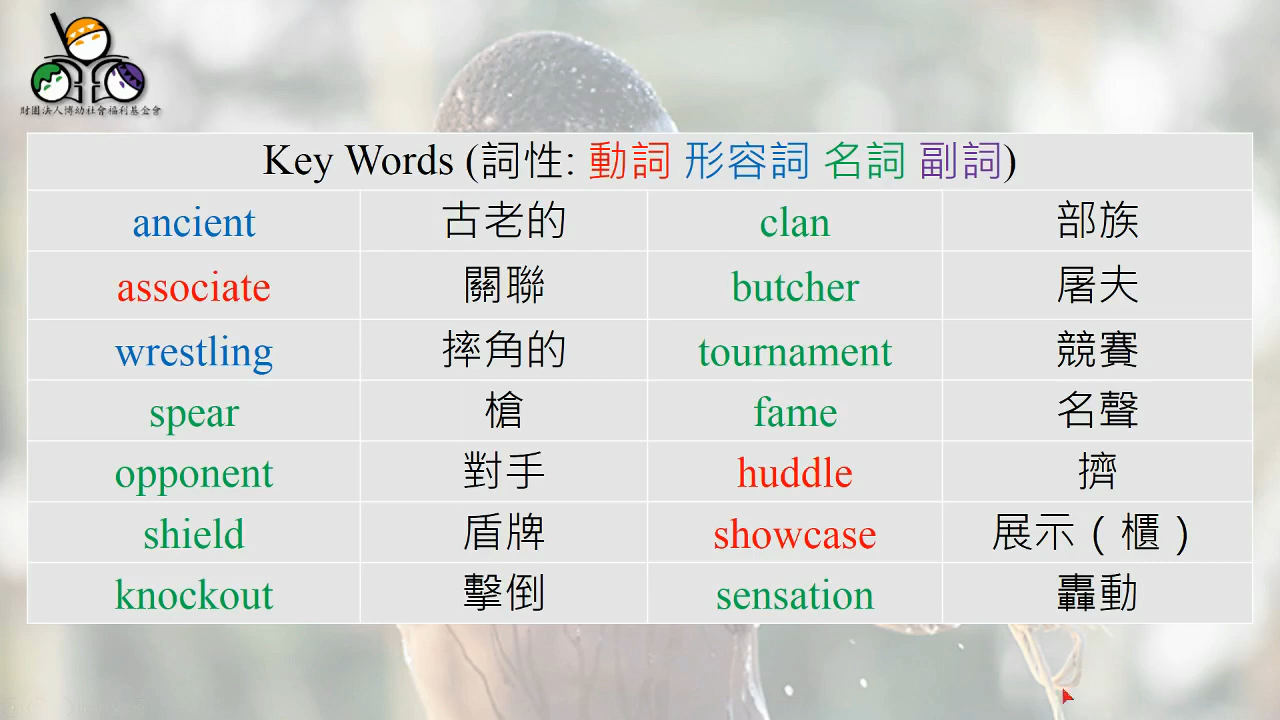 財團法人博幼社會福利基金會
Key Words (詞性: 動詞 形容詞 名詞 副詞)
ancient 古老的 clan 部族
associate 關聯 butcher 屠夫
wrestling 摔角的 tournament 競賽
spear 槍 fame 名聲
opponent 對手 huddle 擠
shield 盾牌 showcase 展示（櫃）
knockout 擊倒 sensation 轟動